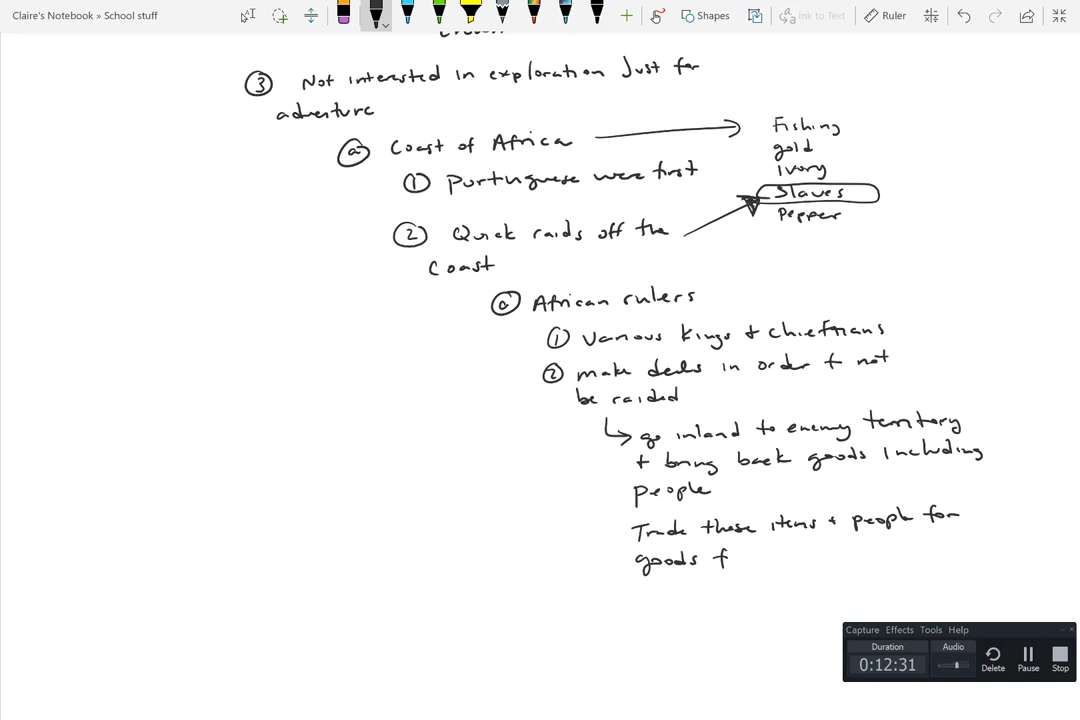 Claire's Notebook » School stuff
Shapes
Ink to Text
Ruler
③ Not interested in exploration Just for
adventure
ⓐ Coast of Africa
Fishing
gold
Ivory
Slaves
Pepper
① Portuguese were first
② Quick raids off the
Coast
ⓐ African rulers
① Various Kings + chieftians
② make deals in order t not
be raided
↳ go inland to enemy territory
+ bring back goods Including
people
Trade these items + people for
goods f
Capture Effects Tools Help
Duration
Audio
0:12:31
Delete
Pause
Stop